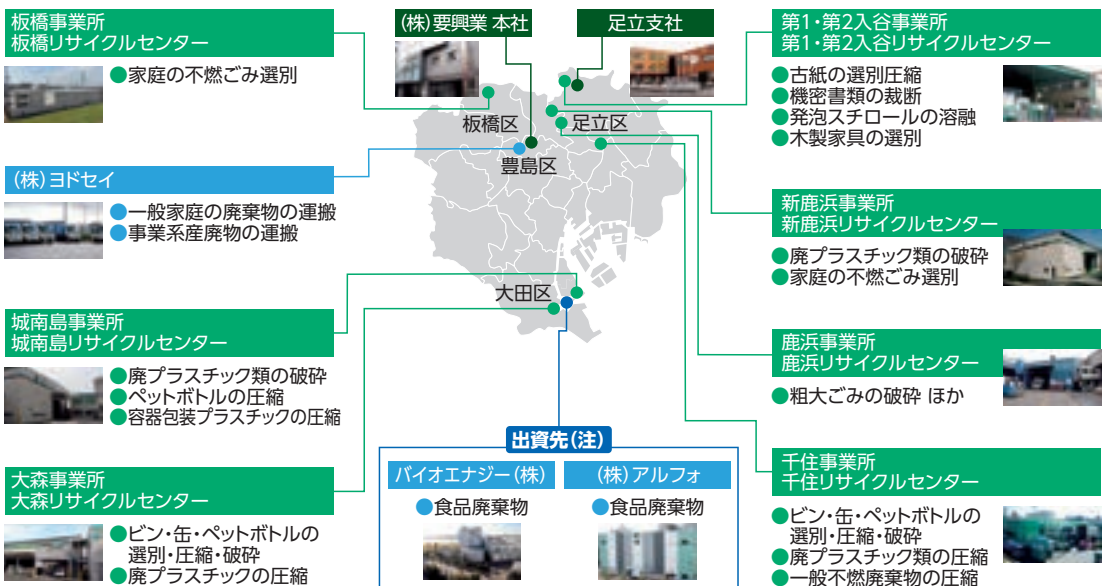 板橋事業所
板橋リサイクルセンター
●家庭の不燃ごみ選別
(株)要興業 本社
足立支社
第1・第2入谷事業所
第1・第2入谷リサイクルセンター
●古紙の選別圧縮
●機密書類の裁断
●発泡スチロールの溶融
●木製家具の選別
板橋区
足立区
豊島区
大田区
(株)ヨドセイ
●一般家庭の廃棄物の運搬
●事業系産廃物の運搬
新鹿浜事業所
新鹿浜リサイクルセンター
●廃プラスチック類の破砕
●家庭の不燃ごみ選別
城南島事業所
城南島リサイクルセンター
●廃プラスチック類の破砕
●ペットボトルの圧縮
●容器包装プラスチックの圧縮
鹿浜事業所
鹿浜リサイクルセンター
●粗大ごみの破砕 ほか
大森事業所
大森リサイクルセンター
●ビン・缶・ペットボトルの
選別・圧縮・破砕
●廃プラスチックの圧縮
出資先(注)
バイオエナジー(株)
●食品廃棄物
(株)アルフォ
●食品廃棄物
千住事業所
千住リサイクルセンター
●ビン・缶・ペットボトルの
選別・圧縮・破砕
●廃プラスチック類の圧縮
●一般不燃廃棄物の圧縮